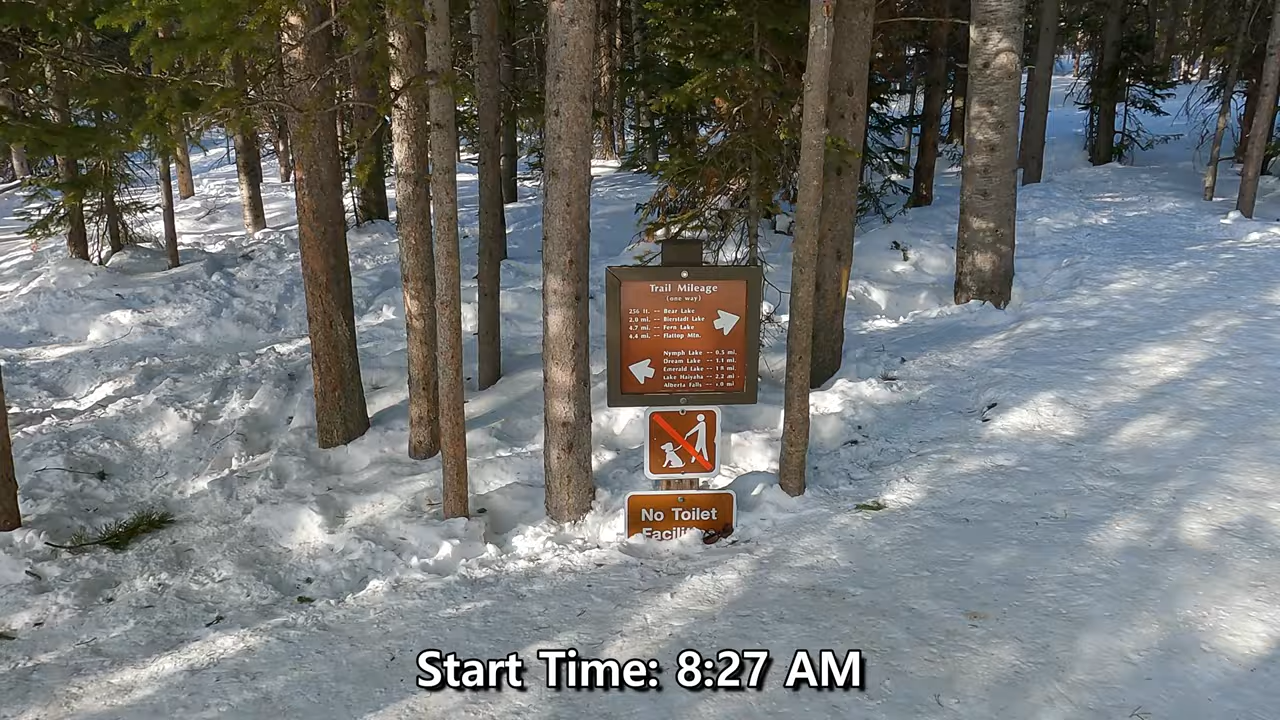 Trail Mileage
(one way)
256 ft. -- Bear Lake
2.0 mi. -- Bierstadt Lake
4.7 mi. -- Fern Lake
4.4 mi. -- Flattop Mtn.
Nymph Lake -- 0.5 mi.
Dream Lake -- 1.1 mi.
Emerald Lake -- 1.8 mi.
Lake Haiyaha -- 2.2 mi.
Alberta Falls --
No Toilet
Start Time: 8:27 AM